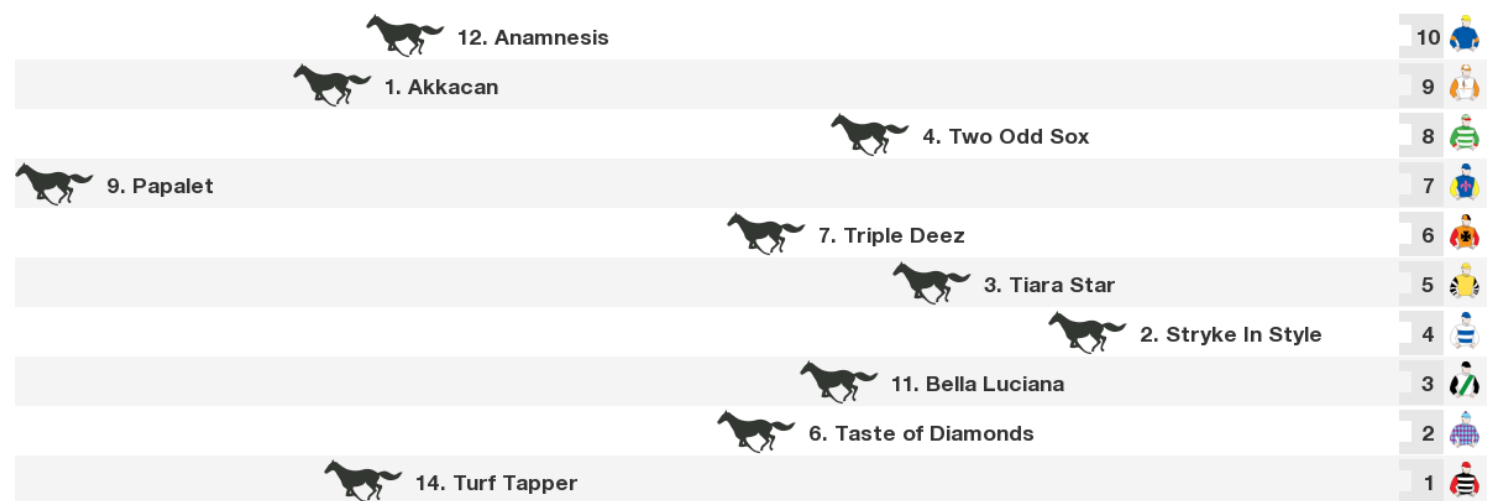 12. Anamnesis 10
1. Akkacan 9
4. Two Odd Sox 8
9. Papalet 7
7. Triple Deez 6
3. Tiara Star 5
2. Stryke In Style 4
11. Bella Luciana 3
6. Taste of Diamonds 2
14. Turf Tapper 1